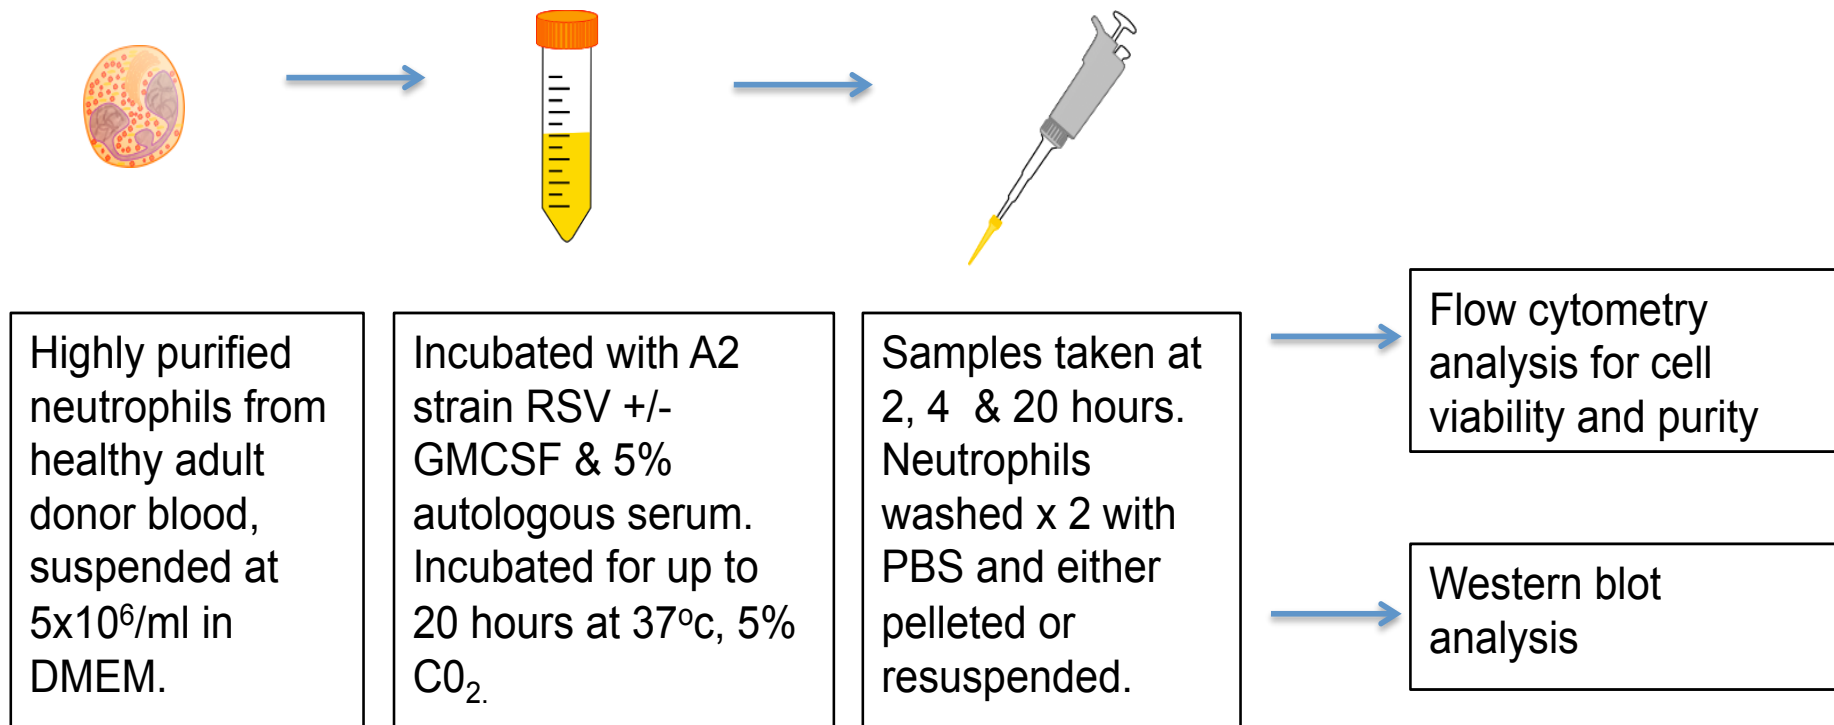 Highly purified
neutrophils from
healthy adult
donor blood,
suspended at
5x10⁶/ml in
DMEM.
Incubated with A2
strain RSV +/-
GMCSF & 5%
autologous serum.
Incubated for up to
20 hours at 37ºc, 5%
C0₂.
Samples taken at
2, 4 & 20 hours.
Neutrophils
washed x 2 with
PBS and either
pelleted or
resuspended.
Flow cytometry
analysis for cell
viability and purity
Western blot
analysis